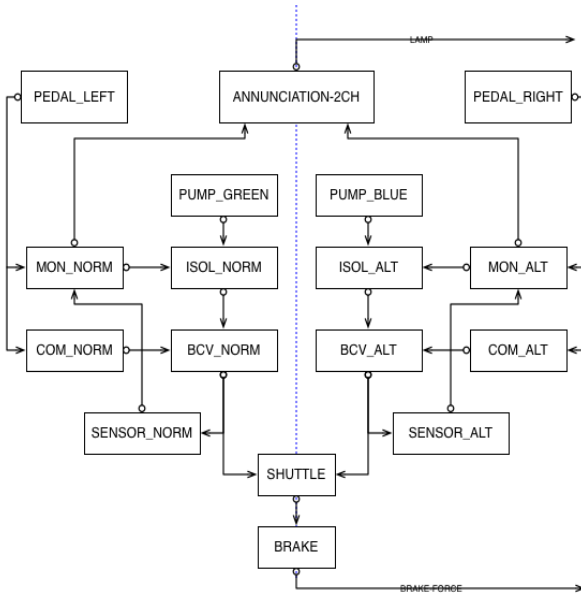 LAMP
PEDAL_LEFT
ANNUNCIATION-2CH
PEDAL_RIGHT
PUMP_GREEN
PUMP_BLUE
MON_NORM
ISOL_NORM
ISOL_ALT
MON_ALT
COM_NORM
BCV_NORM
BCV_ALT
COM_ALT
SENSOR_NORM
SENSOR_ALT
SHUTTLE
BRAKE
BRAKE FORCE